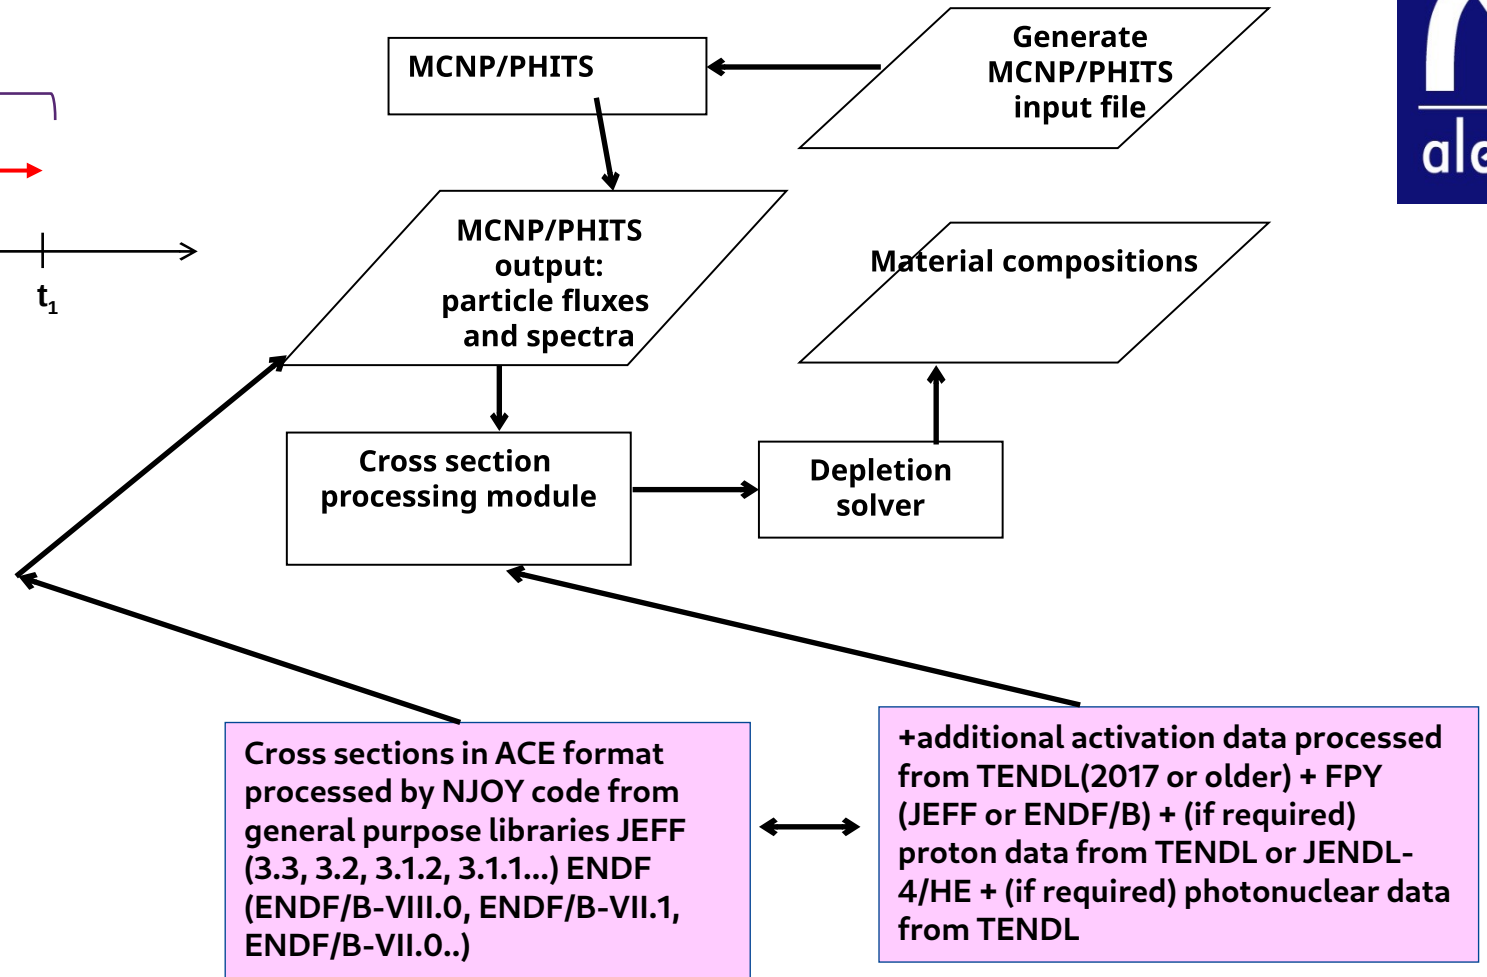 Generate
MCNP/PHITS
input file
MCNP/PHITS
MCNP/PHITS
output:
particle fluxes
and spectra
Material compositions
t₁
Cross section
processing module
Depletion
solver
Cross sections in ACE format
processed by NJOY code from
general purpose libraries JEFF
(3.3, 3.2, 3.1.2, 3.1.1...) ENDF
(ENDF/B-VIII.0, ENDF/B-VII.1,
ENDF/B-VII.0..)
+additional activation data processed
from TENDL(2017 or older) + FPY
(JEFF or ENDF/B) + (if required)
proton data from TENDL or JENDL-
4/HE + (if required) photonuclear data
from TENDL